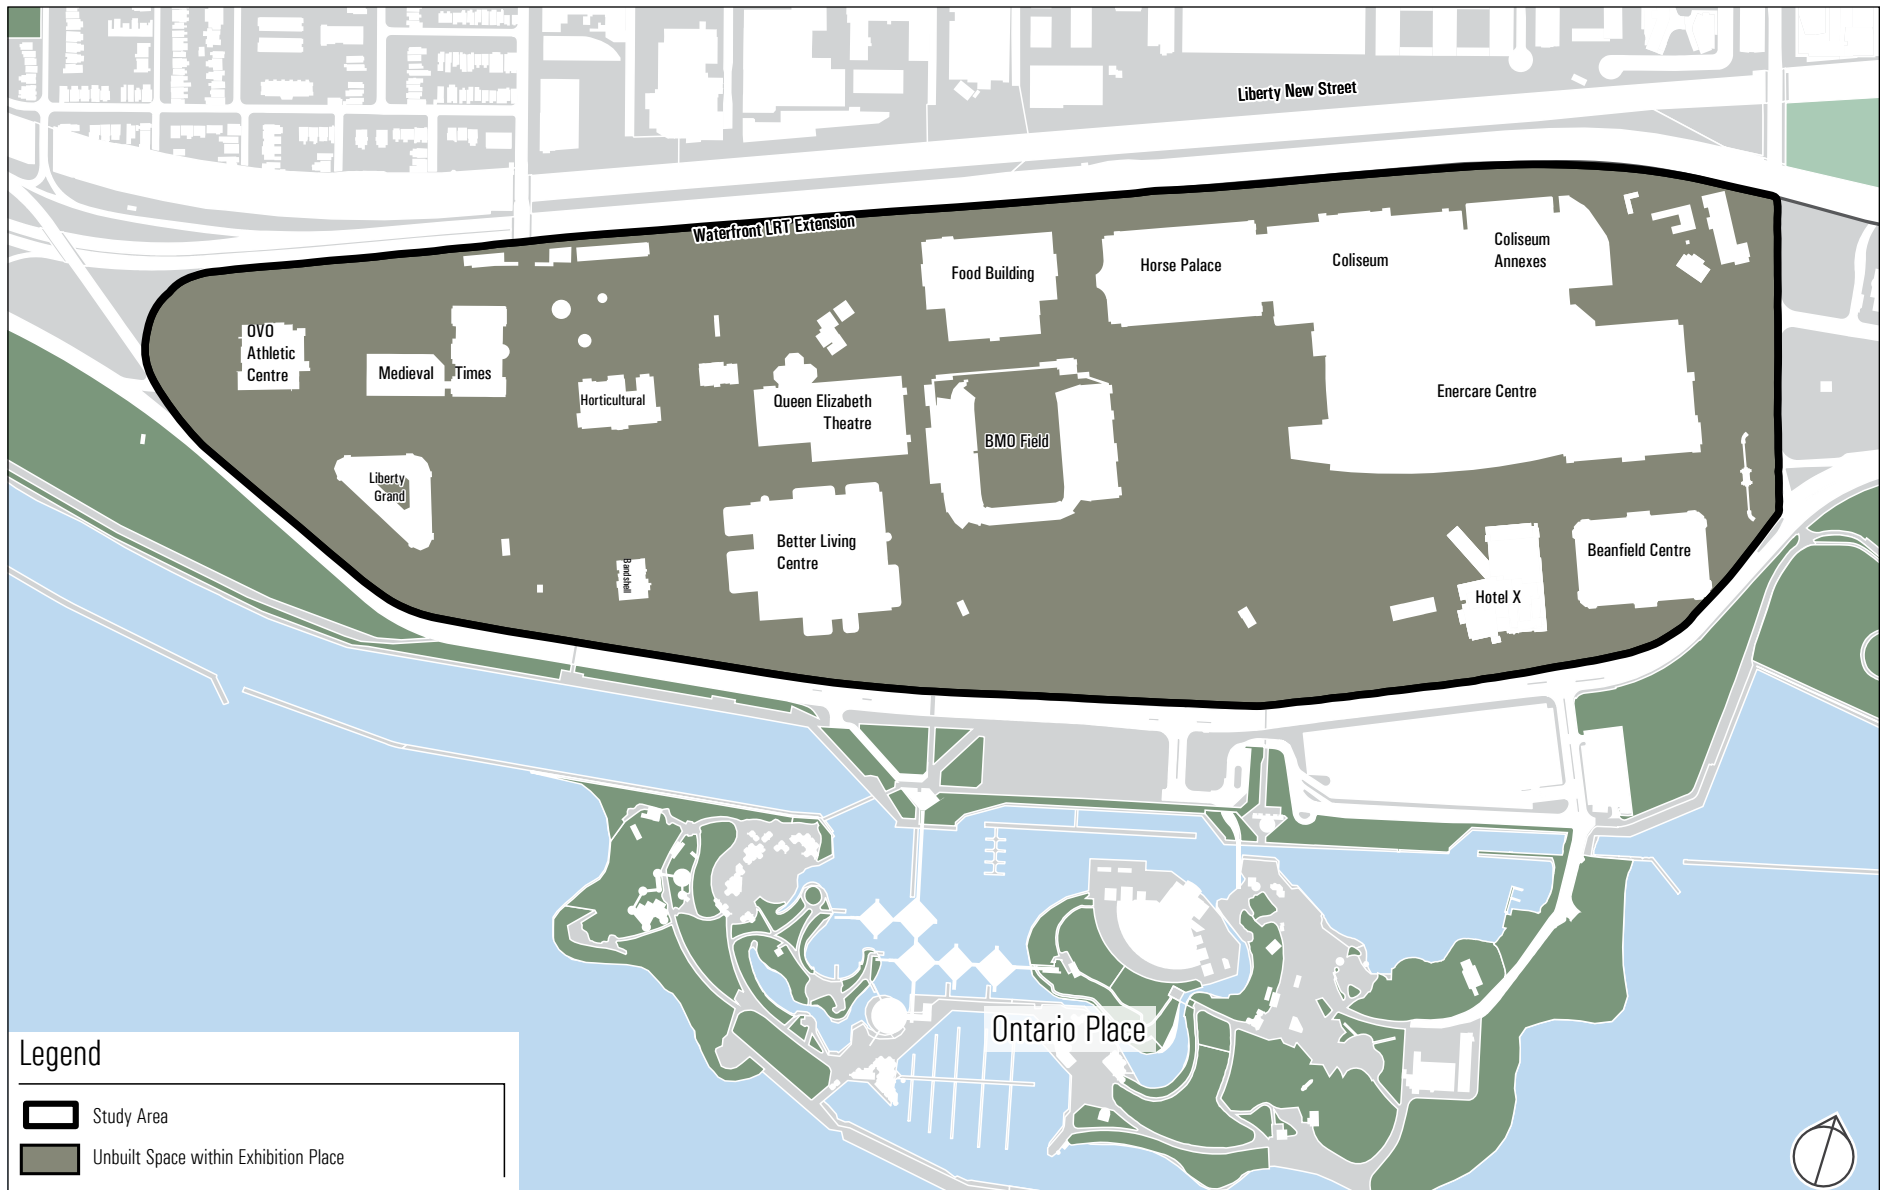 Liberty New Street
Waterfront LRT Extension
Food Building
Horse Palace
Coliseum
Coliseum
Annexes
OVO
Athletic
Centre
Medieval Times
Horticultural
Queen Elizabeth
Theatre
BMO Field
Enercare Centre
Liberty
Grand
Bandshell
Better Living
Centre
Hotel X
Beanfield Centre
Ontario Place
Legend
Study Area
Unbuilt Space within Exhibition Place